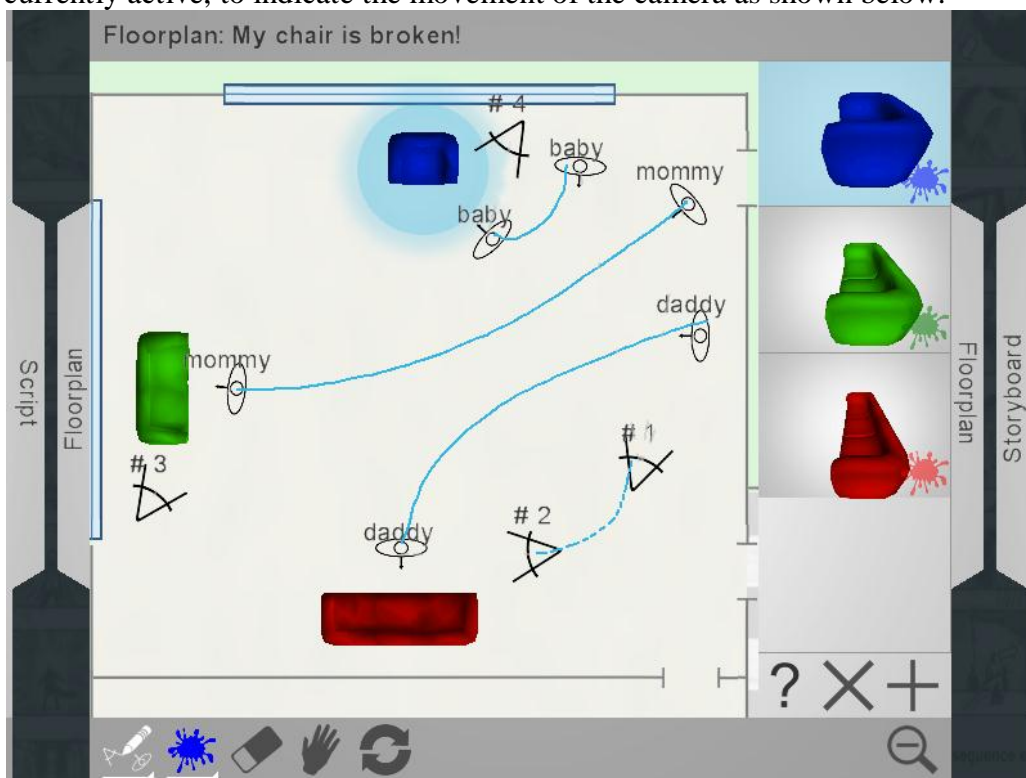 currently active, to indicate the movement of the camera as shown below.
Floorplan: My chair is broken!
# 4
baby
mommy
baby
daddy
mommy
# 1
# 3
# 2
daddy
Script
Floorplan
Floorplan
Storyboard
?